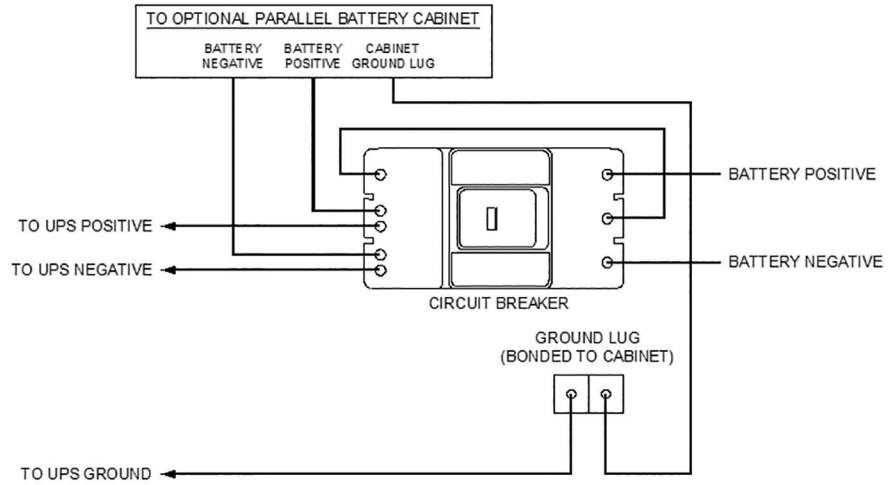 TO OPTIONAL PARALLEL BATTERY CABINET
BATTERY NEGATIVE
BATTERY POSITIVE
CABINET GROUND LUG
BATTERY POSITIVE
TO UPS POSITIVE
TO UPS NEGATIVE
BATTERY NEGATIVE
CIRCUIT BREAKER
GROUND LUG
(BONDED TO CABINET)
TO UPS GROUND